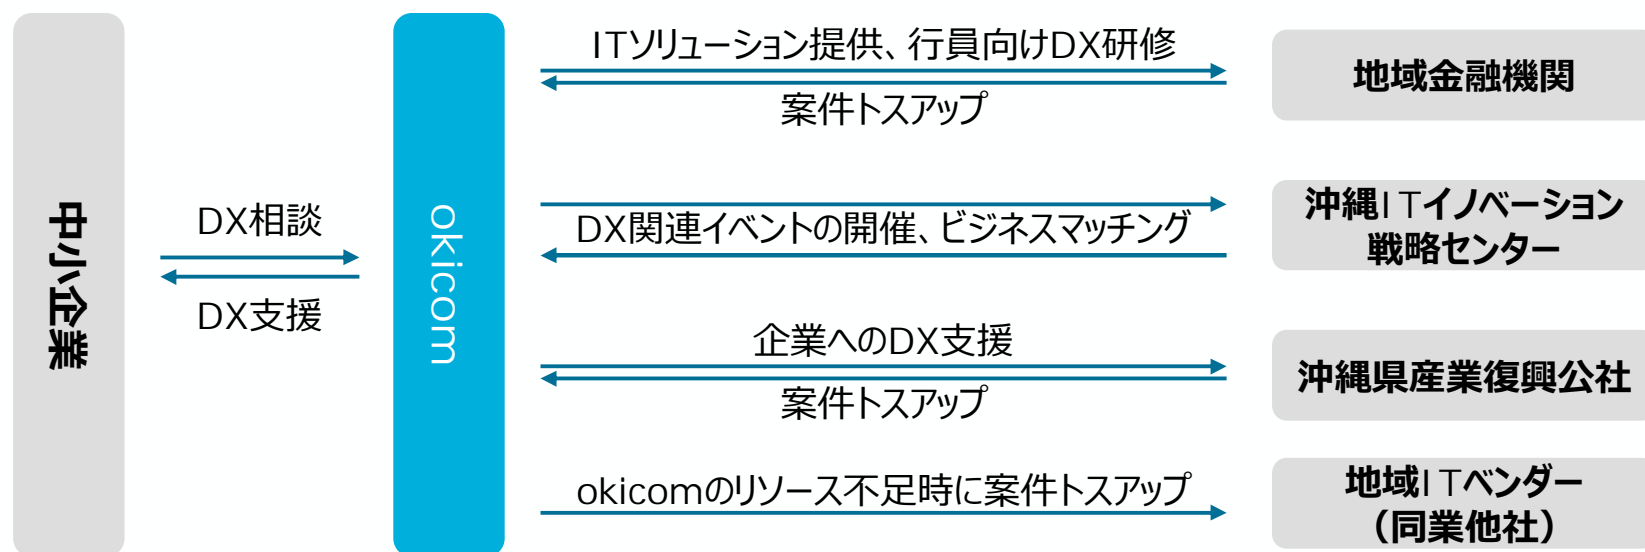 中小企業
DX相談
DX支援
okicom
ITソリューション提供、行員向けDX研修
案件トスアップ
地域金融機関
DX関連イベントの開催、ビジネスマッチング
沖縄ITイノベーション
戦略センター
企業へのDX支援
案件トスアップ
沖縄県産業復興公社
okicomのリソース不足時に案件トスアップ
地域ITベンダー
（同業他社）